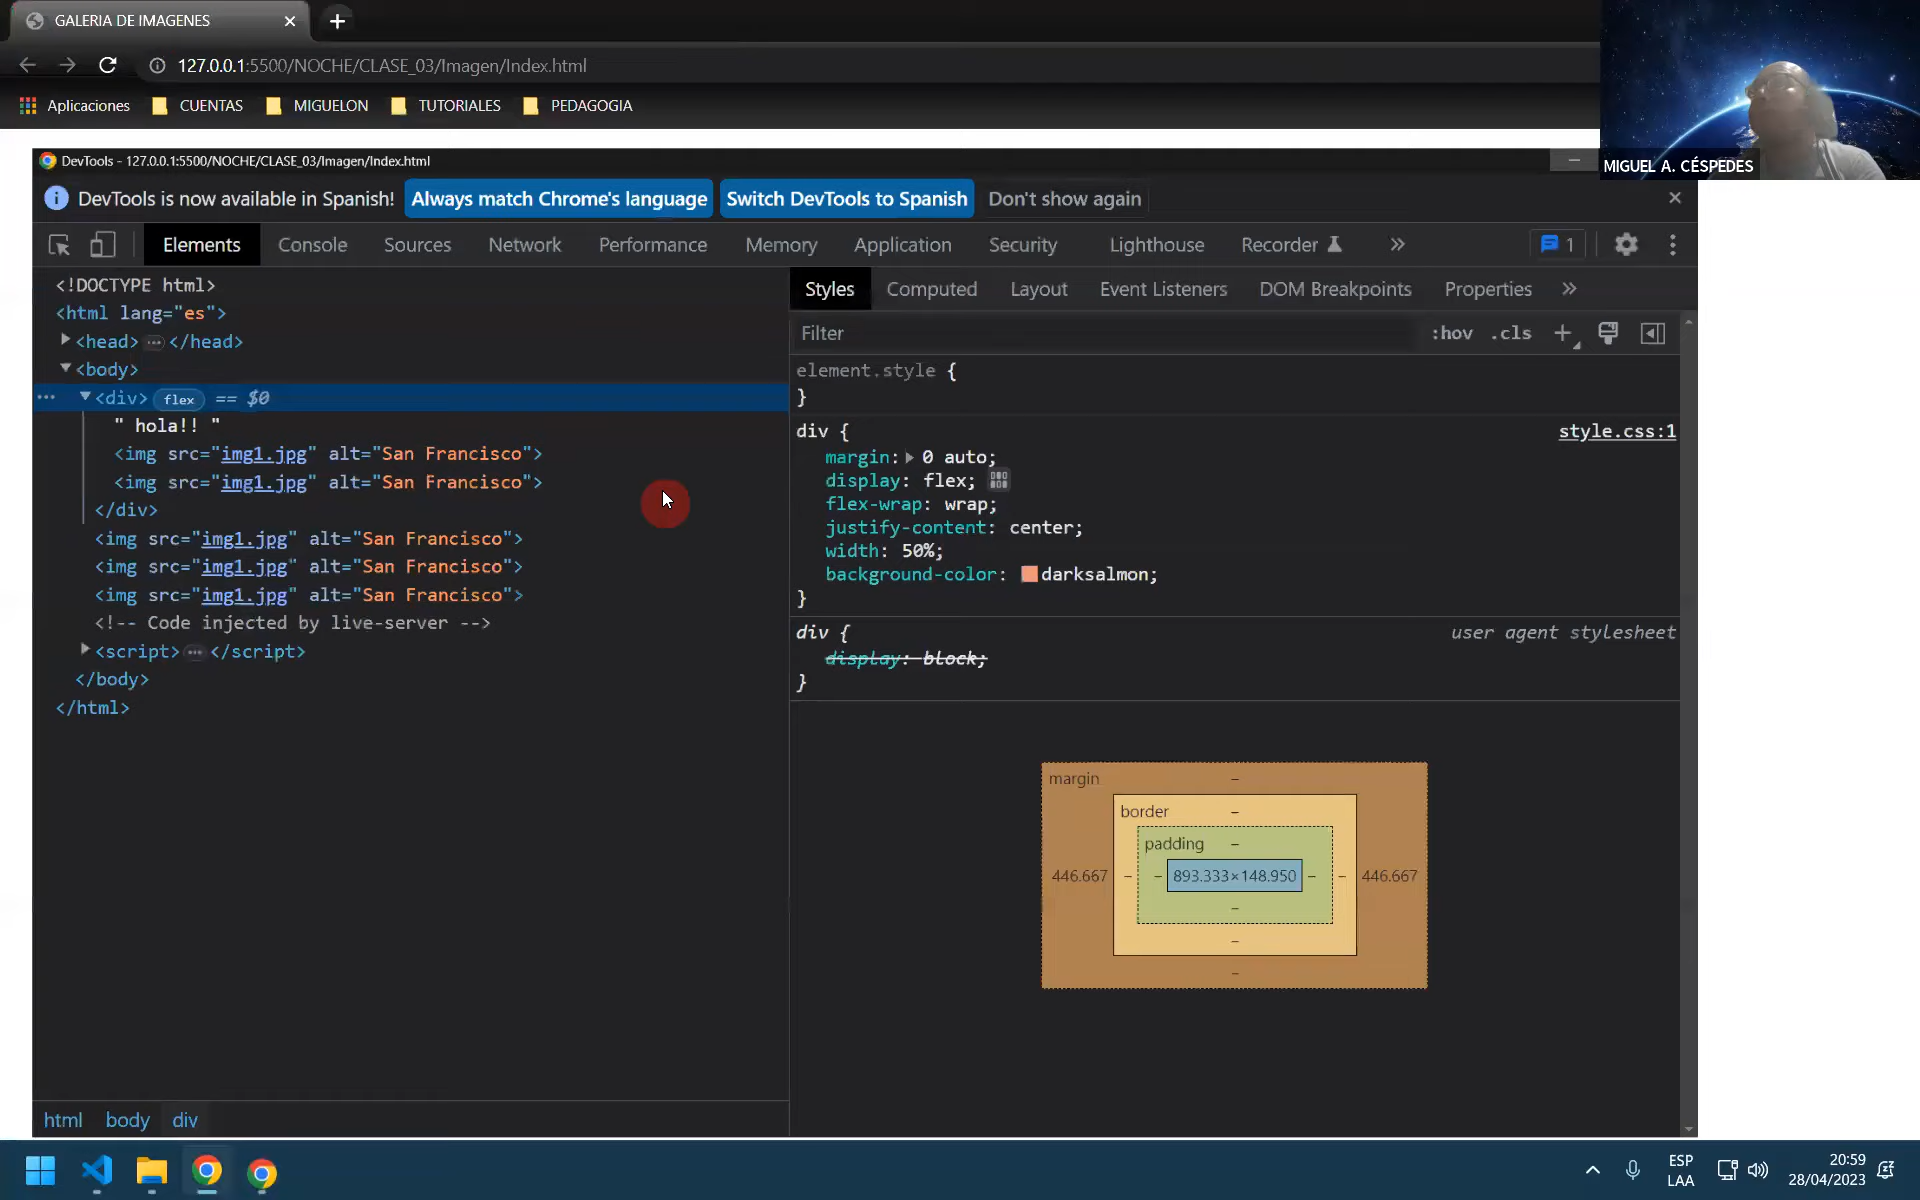 GALERIA DE IMAGENES
127.0.0.1:5500/NOCHE/CLASE_03/Imagen/Index.html
Aplicaciones CUENTAS MIGUELON TUTORIALES PEDAGOGIA
MIGUEL A. CÉSPEDES
DevTools - 127.0.0.1:5500/NOCHE/CLASE_03/Imagen/Index.html
DevTools is now available in Spanish! Always match Chrome's language Switch DevTools to Spanish Don't show again
Elements Console Sources Network Performance Memory Application Security Lighthouse Recorder » 1
<!DOCTYPE html>
<html lang="es">
<head> … </head>
<body>
… <div> flex == $0
" hola!! "
<img src="img1.jpg" alt="San Francisco">
<img src="img1.jpg" alt="San Francisco">
</div>
<img src="img1.jpg" alt="San Francisco">
<img src="img1.jpg" alt="San Francisco">
<img src="img1.jpg" alt="San Francisco">
<!-- Code injected by live-server -->
<script> … </script>
</body>
</html>
html body div
Styles Computed Layout Event Listeners DOM Breakpoints Properties »
Filter :hov .cls +
element.style {
}
div { style.css:1
margin: 0 auto;
display: flex;
flex-wrap: wrap;
justify-content: center;
width: 50%;
background-color: darksalmon;
}
div { user agent stylesheet
display: block;
}
margin –
border –
padding –
446.667 – – 893.333×148.950 – – 446.667
–
–
–
ESP
LAA
20:59
28/04/2023